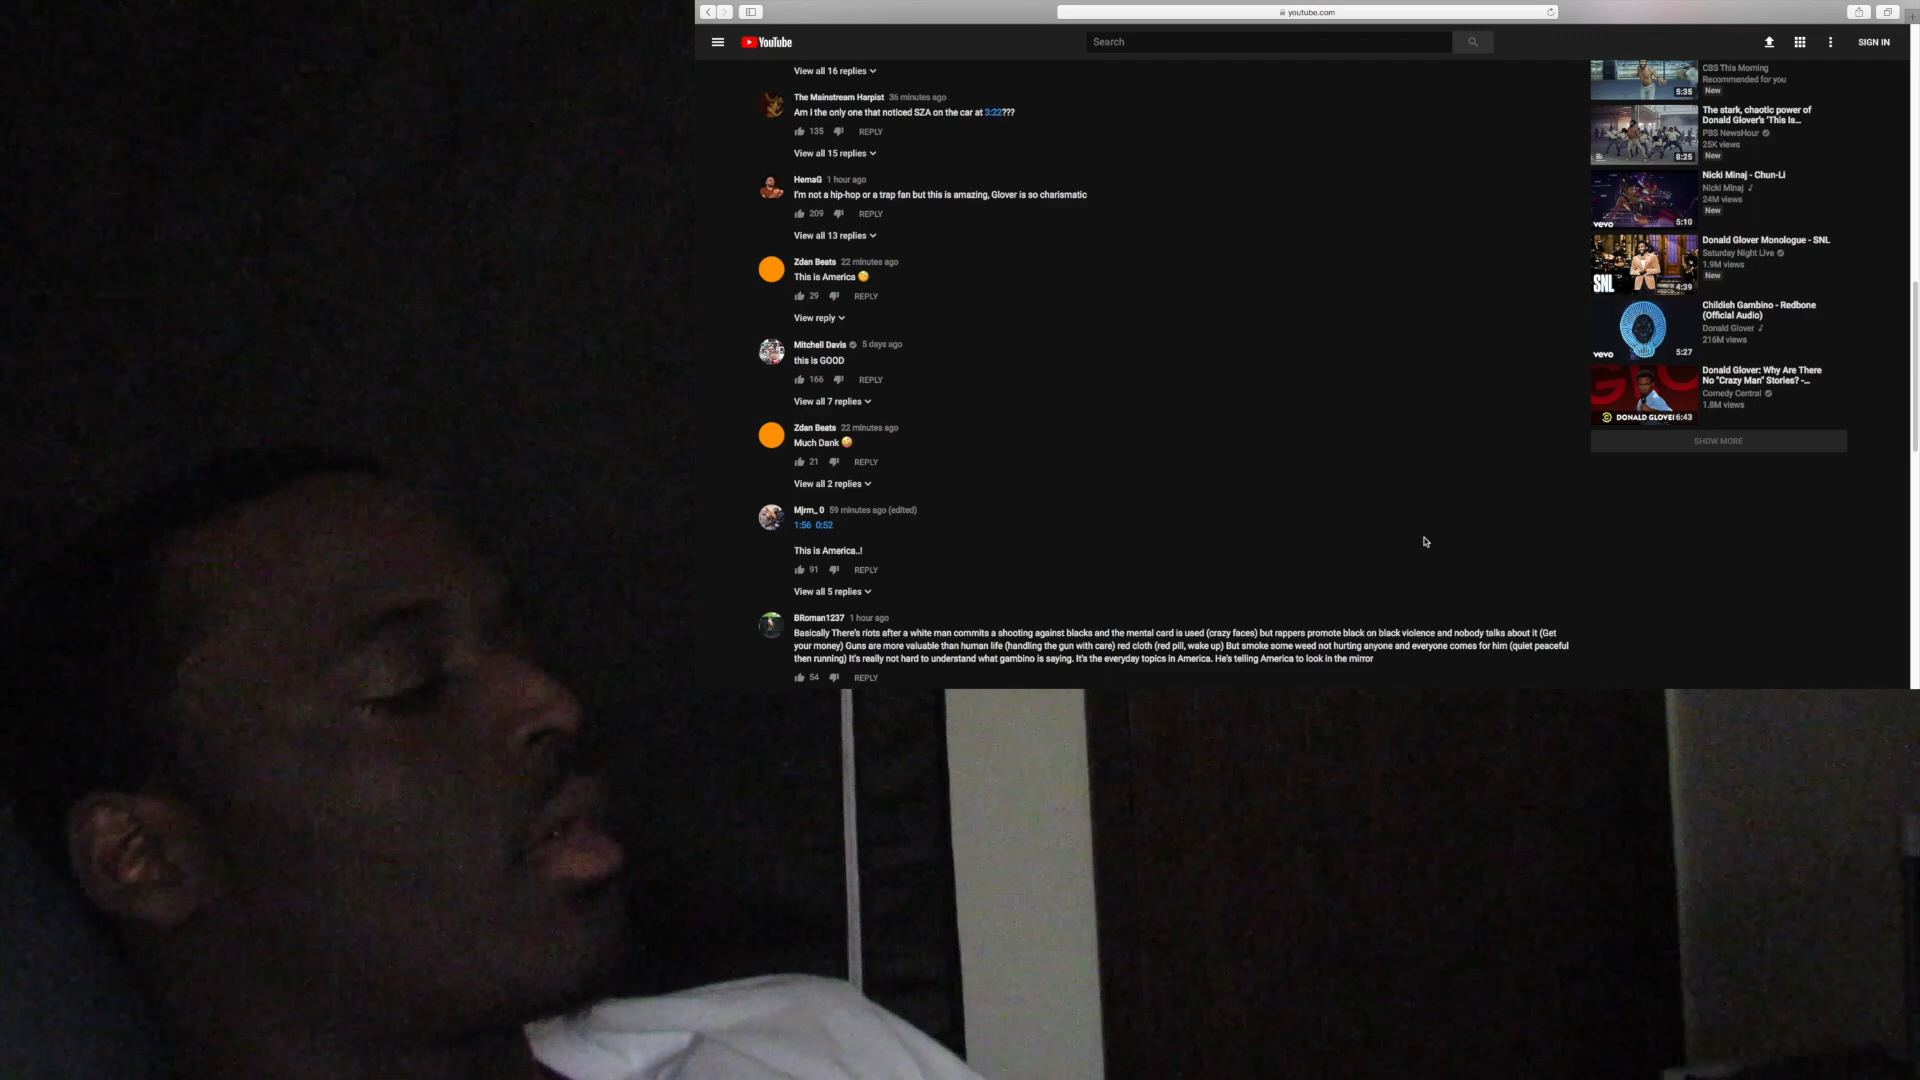 youtube.com
YouTube
Search
SIGN IN
View all 16 replies
The Mainstream Harpist 36 minutes ago
Am i the only one that noticed SZA on the car at 3:22???
135 REPLY
View all 15 replies
HemaG 1 hour ago
I'm not a hip-hop or a trap fan but this is amazing, Glover is so charismatic
209 REPLY
View all 13 replies
Zdan Beats 22 minutes ago
This is America
29 REPLY
View reply
Mitchell Davis 5 days ago
this is GOOD
166 REPLY
View all 7 replies
Zdan Beats 22 minutes ago
Much Dank
21 REPLY
View all 2 replies
Mjrm_0 59 minutes ago (edited)
1:56 0:52
This is America..!
91 REPLY
View all 5 replies
BRoman1237 1 hour ago
Basically There's riots after a white man commits a shooting against blacks and the mental card is used (crazy faces) but rappers promote black on black violence and nobody talks about it (Get
your money) Guns are more valuable than human life (handling the gun with care) red cloth (red pill, wake up) But smoke some weed not hurting anyone and everyone comes for him (quiet peaceful
then running) It's really not hard to understand what gambino is saying. It's the everyday topics in America. He's telling America to look in the mirror
54 REPLY
CBS This Morning
Recommended for you
New
5:35
The stark, chaotic power of
Donald Glover's 'This Is...
PBS NewsHour
25K views
New
8:25
Nicki Minaj - Chun-Li
Nicki Minaj
24M views
New
vevo 5:10
Donald Glover Monologue - SNL
Saturday Night Live
1.9M views
New
SNL 4:39
Childish Gambino - Redbone
(Official Audio)
Donald Glover
216M views
vevo 5:27
Donald Glover: Why Are There
No "Crazy Man" Stories? -...
Comedy Central
1.8M views
DONALD GLOVE 6:43
SHOW MORE